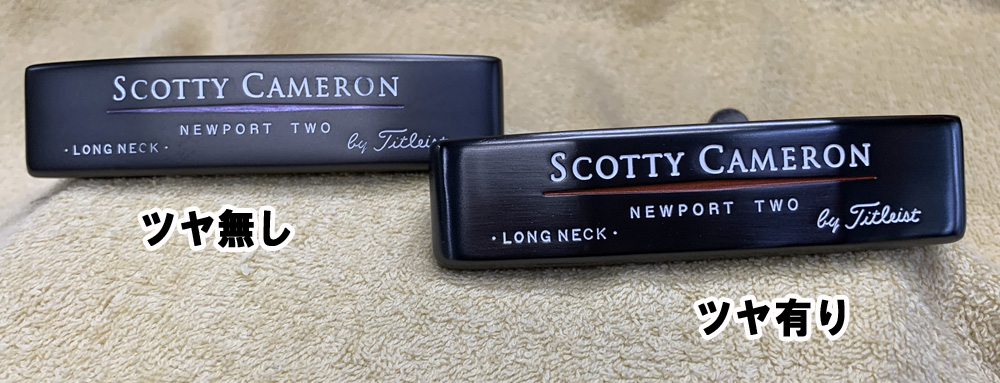 SCOTTY CAMERON
NEWPORT TWO
· LONG NECK ·
by Titleist
ツヤ無し
SCOTTY CAMERON
NEWPORT TWO
by Titleist
· LONG NECK ·
ツヤ有り